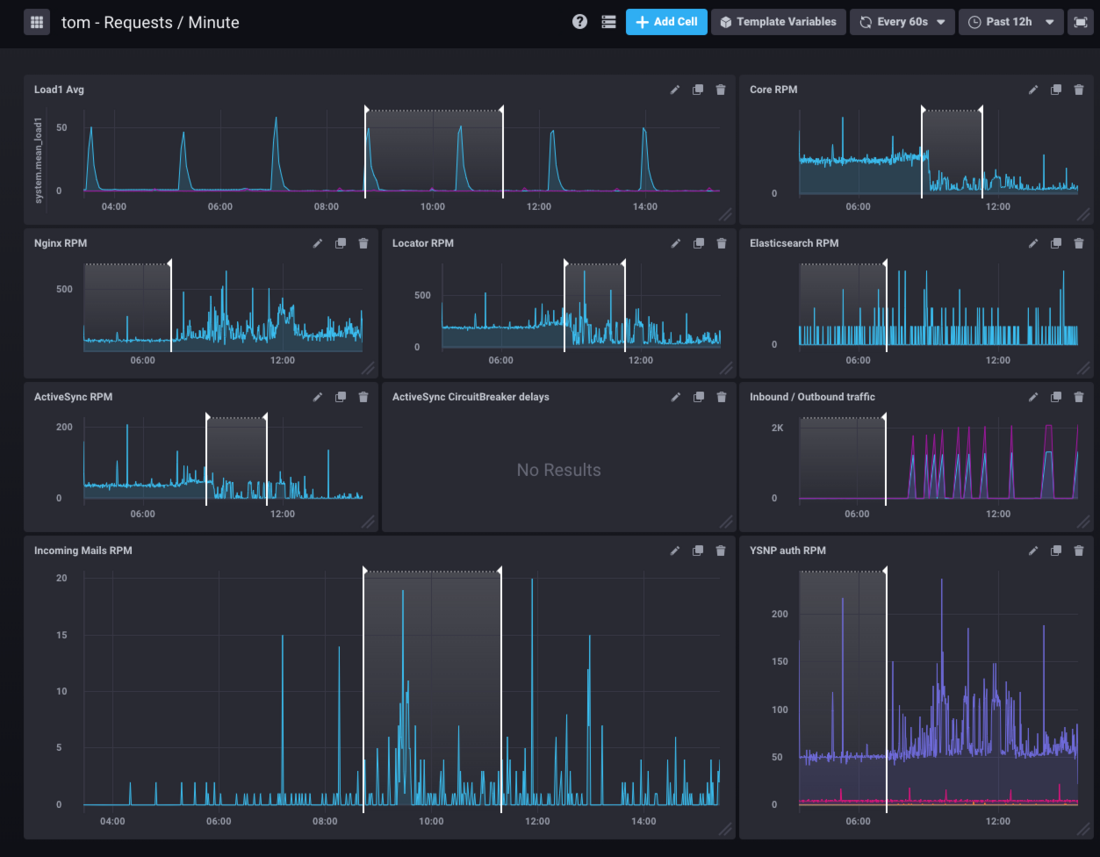 tom - Requests / Minute
? Add Cell Template Variables Every 60s Past 12h
Load1 Avg
system.mean_load1
50
0
04:00 06:00 08:00 10:00 12:00 14:00
Core RPM
0
06:00 12:00
Nginx RPM
500
06:00 12:00
Locator RPM
500
0
06:00 12:00
Elasticsearch RPM
0
06:00 12:00
ActiveSync RPM
200
100
0
06:00 12:00
ActiveSync CircuitBreaker delays
No Results
Inbound / Outbound traffic
2K
0
06:00 12:00
Incoming Mails RPM
20
15
10
5
0
04:00 06:00 08:00 10:00 12:00 14:00
YSNP auth RPM
200
150
100
50
0
06:00 12:00